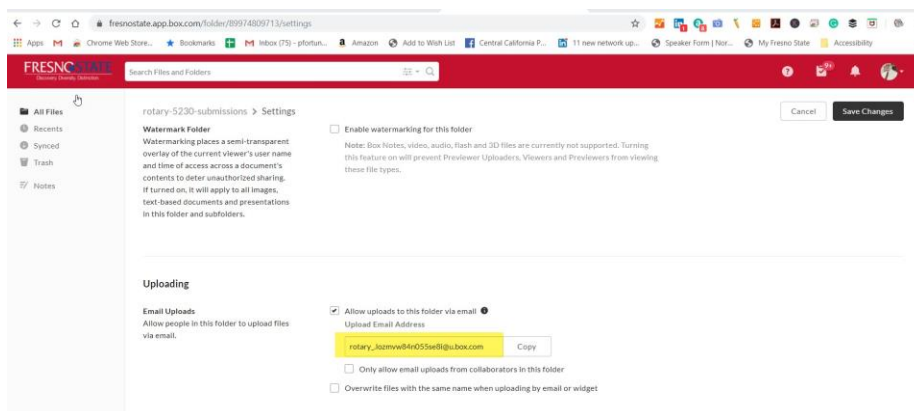 fresnostate.app.box.com/folder/89974809713/settings
Apps
Chrome Web Store...
Bookmarks
M Inbox (75) - pfortun...
Amazon
Add to Wish List
Central California P...
11 new network up...
Speaker Form | Nor...
My Fresno State
Accessibility
FRESNO STATE
Discovery. Diversity. Distinction.
Search Files and Folders
9+
All Files
Recents
Synced
Trash
Notes
rotary-5230-submissions > Settings
Cancel
Save Changes
Watermark Folder
Watermarking places a semi-transparent
overlay of the current viewer's user name
and time of access across a document's
contents to deter unauthorized sharing.
If turned on, it will apply to all images,
text-based documents and presentations
in this folder and subfolders.
Enable watermarking for this folder
Note: Box Notes, video, audio, flash and 3D files are currently not supported. Turning
this feature on will prevent Previewer Uploaders, Viewers and Previewers from viewing
these file types.
Uploading
Email Uploads
Allow people in this folder to upload files
via email.
Allow uploads to this folder via email
Upload Email Address
Copy
Only allow email uploads from collaborators in this folder
Overwrite files with the same name when uploading by email or widget